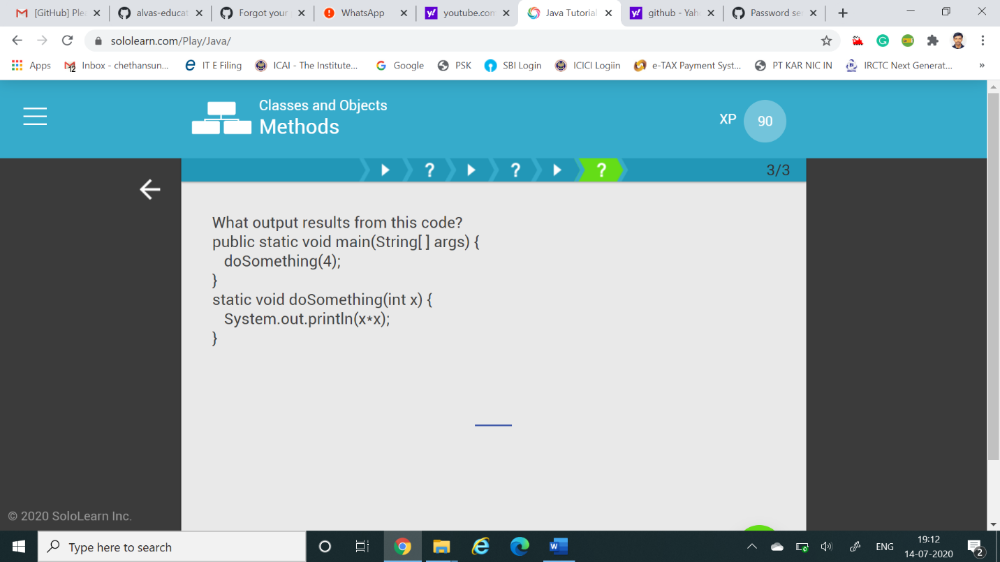 [GitHub] Ple
alvas-educat
Forgot your
WhatsApp
youtube.com
Java Tutorial
github - Yah
Password se
sololearn.com/Play/Java/
Apps
12
Inbox - chethansun...
IT E Filing
ICAI - The Institute...
Google
PSK
SBI Login
ICICI Logiin
e-TAX Payment Syst...
PT KAR NIC IN
IRCTC Next Generat...
»
Classes and Objects
Methods
XP 90
? ? ?
3/3
What output results from this code?
public static void main(String[ ] args) {
doSomething(4);
}
static void doSomething(int x) {
System.out.println(x*x);
}
© 2020 SoloLearn Inc.
Type here to search
ENG
19:12
14-07-2020
2